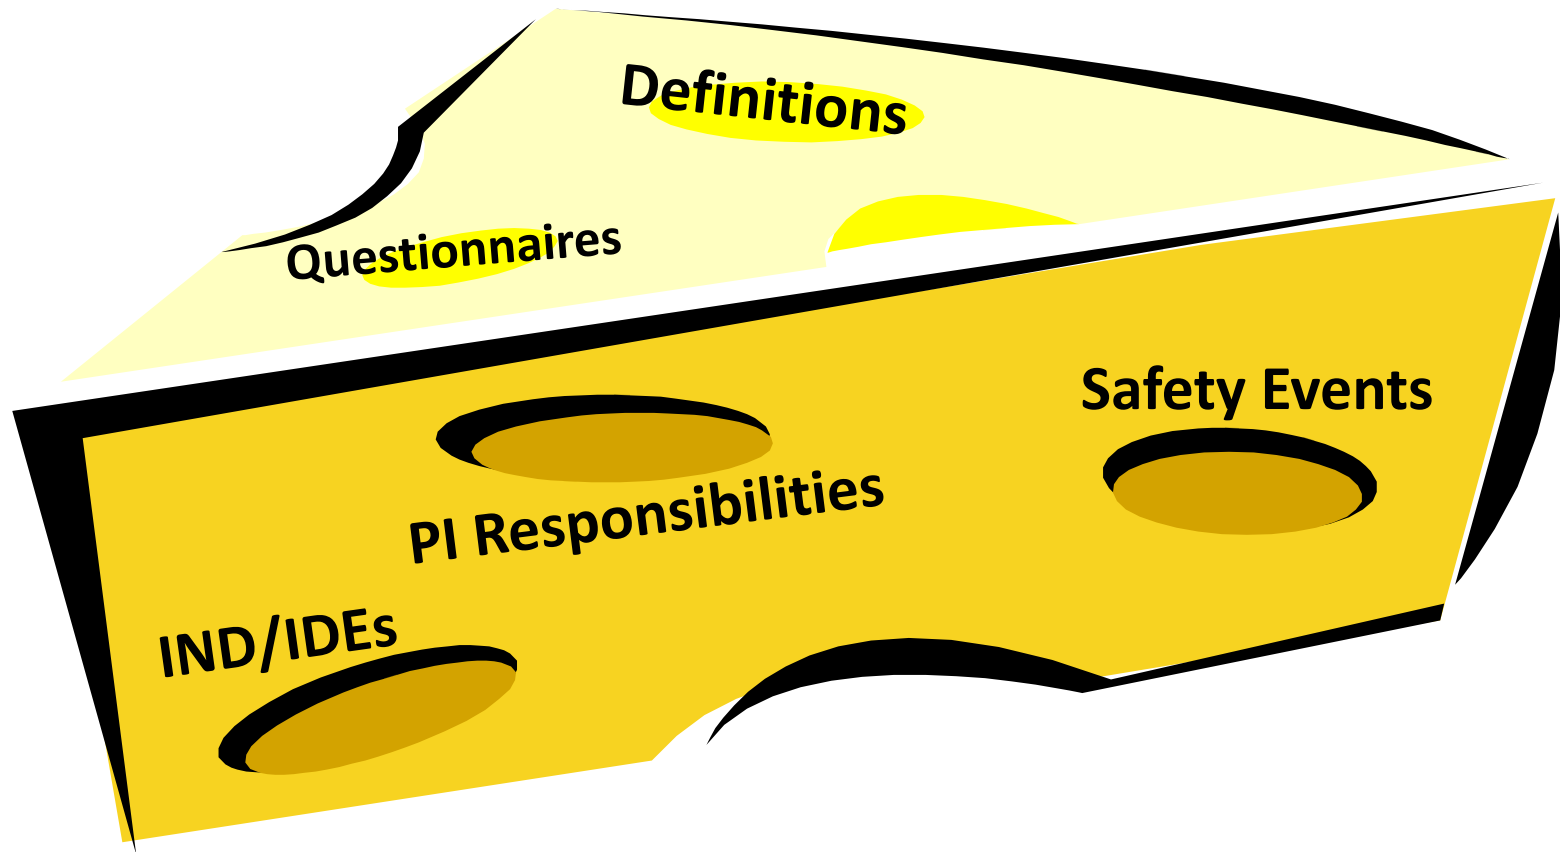 Definitions
Questionnaires
Safety Events
PI Responsibilities
IND/IDEs